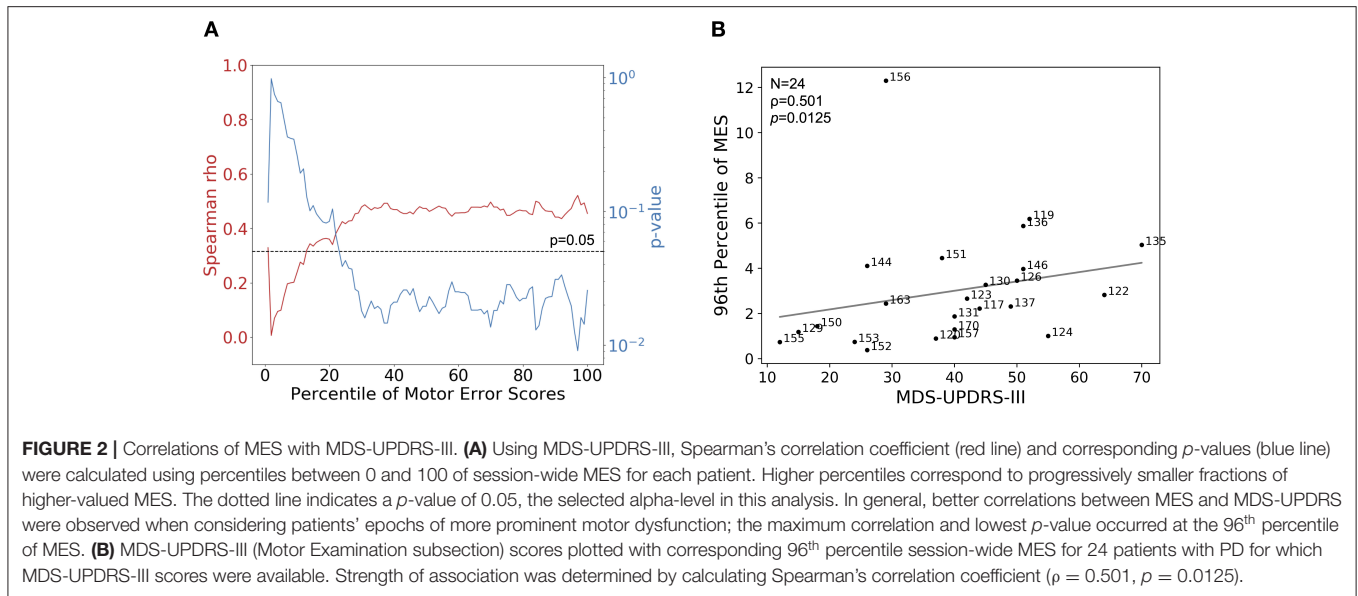 A
B
1.0
0.8
0.6
0.4
0.2
0.0
Spearman rho
10⁰
10⁻¹
10⁻²
p-value
p=0.05
0 20 40 60 80 100
Percentile of Motor Error Scores
12
10
8
6
4
2
0
96th Percentile of MES
N=24
ρ=0.501
p=0.0125
156
119
136
135
151
144
146
126
130
123
122
163
117
137
131
150
129
170
157
124
120
155
153
152
10 20 30 40 50 60 70
MDS-UPDRS-III
FIGURE 2 | Correlations of MES with MDS-UPDRS-III. (A) Using MDS-UPDRS-III, Spearman's correlation coefficient (red line) and corresponding p-values (blue line)
were calculated using percentiles between 0 and 100 of session-wide MES for each patient. Higher percentiles correspond to progressively smaller fractions of
higher-valued MES. The dotted line indicates a p-value of 0.05, the selected alpha-level in this analysis. In general, better correlations between MES and MDS-UPDRS
were observed when considering patients' epochs of more prominent motor dysfunction; the maximum correlation and lowest p-value occurred at the 96th percentile
of MES. (B) MDS-UPDRS-III (Motor Examination subsection) scores plotted with corresponding 96th percentile session-wide MES for 24 patients with PD for which
MDS-UPDRS-III scores were available. Strength of association was determined by calculating Spearman's correlation coefficient (ρ = 0.501, p = 0.0125).